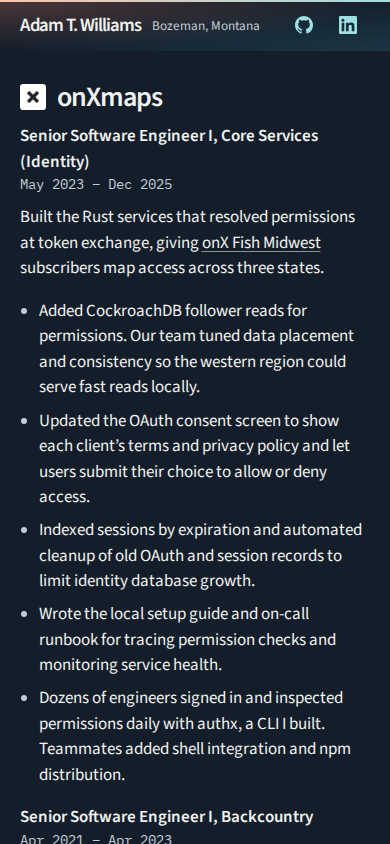 Adam T. Williams Bozeman, Montana
onXmaps
Senior Software Engineer I, Core Services
(Identity)
May 2023 – Dec 2025
Built the Rust services that resolved permissions
at token exchange, giving onX Fish Midwest
subscribers map access across three states.
• Added CockroachDB follower reads for
permissions. Our team tuned data placement
and consistency so the western region could
serve fast reads locally.
• Updated the OAuth consent screen to show
each client’s terms and privacy policy and let
users submit their choice to allow or deny
access.
• Indexed sessions by expiration and automated
cleanup of old OAuth and session records to
limit identity database growth.
• Wrote the local setup guide and on-call
runbook for tracing permission checks and
monitoring service health.
• Dozens of engineers signed in and inspected
permissions daily with authx, a CLI I built.
Teammates added shell integration and npm
distribution.
Senior Software Engineer I, Backcountry
Apr 2021 – Apr 2023